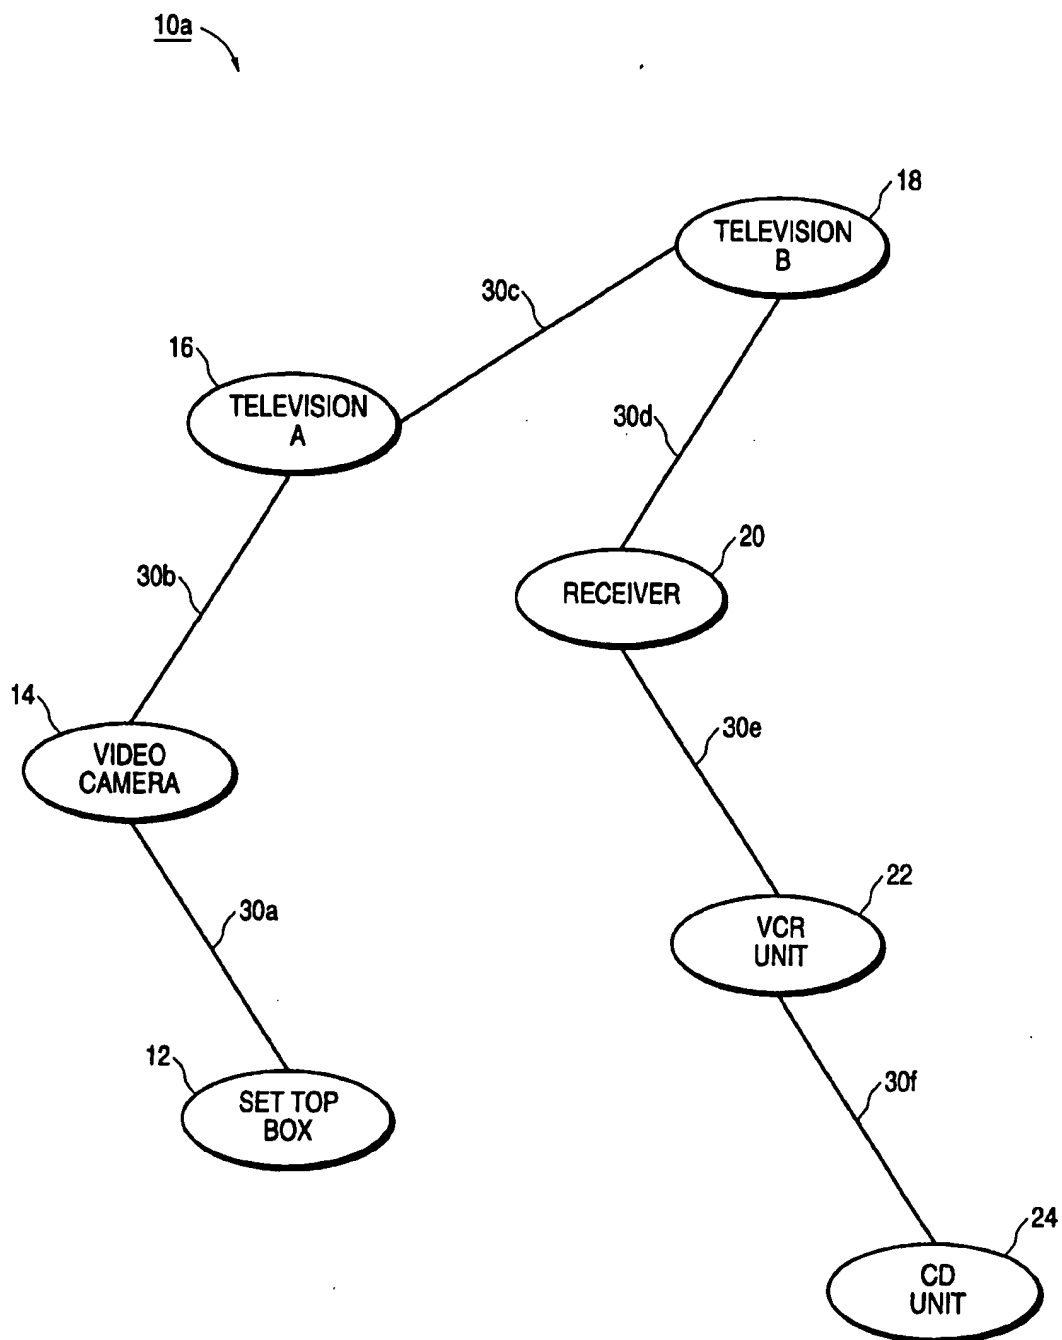 10a
18
TELEVISION
B
30c
16
TELEVISION
A
30d
20
RECEIVER
30b
14
VIDEO
CAMERA
30e
22
VCR
UNIT
30a
12
SET TOP
BOX
30f
24
CD
UNIT